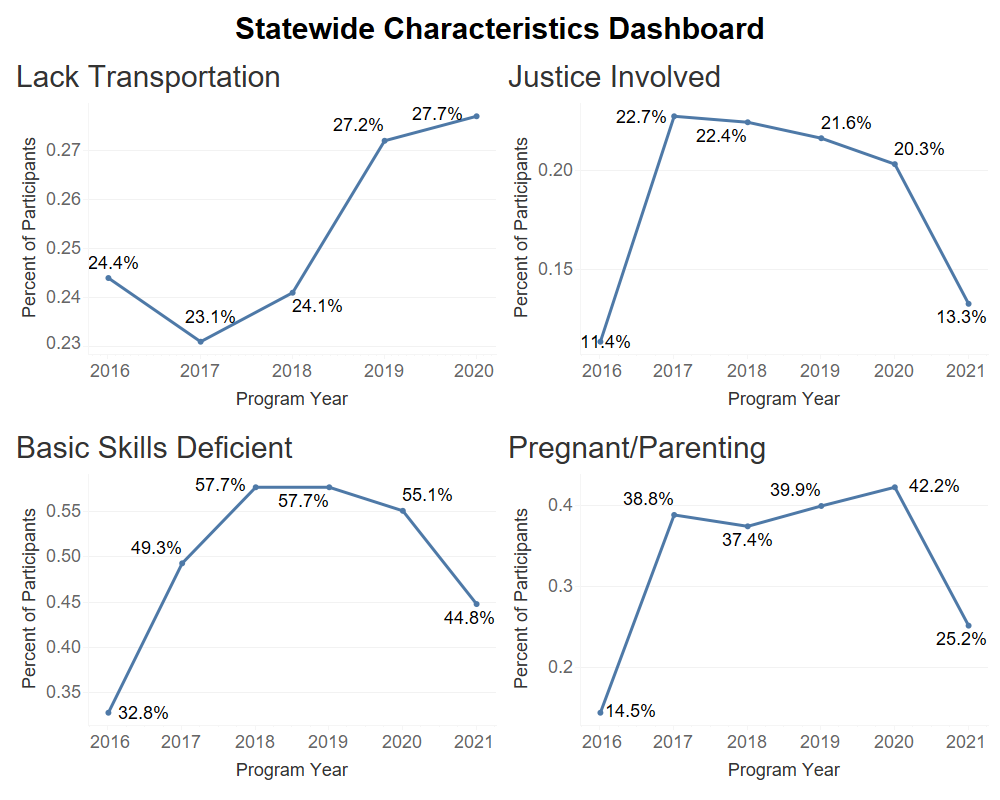 Statewide Characteristics Dashboard
Lack Transportation
Percent of Participants
0.27
0.26
0.25
0.24
0.23
24.4%
23.1%
24.1%
27.2%
27.7%
2016 2017 2018 2019 2020
Program Year
Justice Involved
Percent of Participants
0.20
0.15
11.4%
22.7%
22.4%
21.6%
20.3%
13.3%
2016 2017 2018 2019 2020 2021
Program Year
Basic Skills Deficient
Percent of Participants
0.55
0.50
0.45
0.40
0.35
32.8%
49.3%
57.7%
57.7%
55.1%
44.8%
2016 2017 2018 2019 2020 2021
Program Year
Pregnant/Parenting
Percent of Participants
0.4
0.3
0.2
14.5%
38.8%
37.4%
39.9%
42.2%
25.2%
2016 2017 2018 2019 2020 2021
Program Year